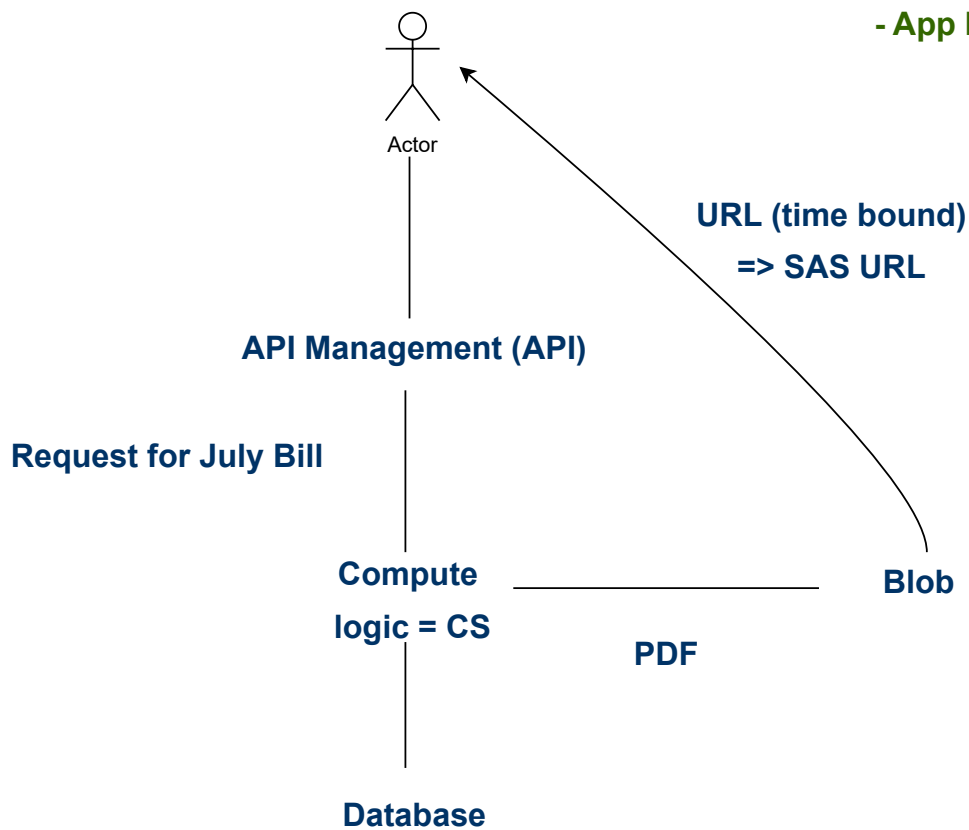 - App
Actor
URL (time bound)
=> SAS URL
API Management (API)
Request for July Bill
Compute
logic = CS
Blob
PDF
Database